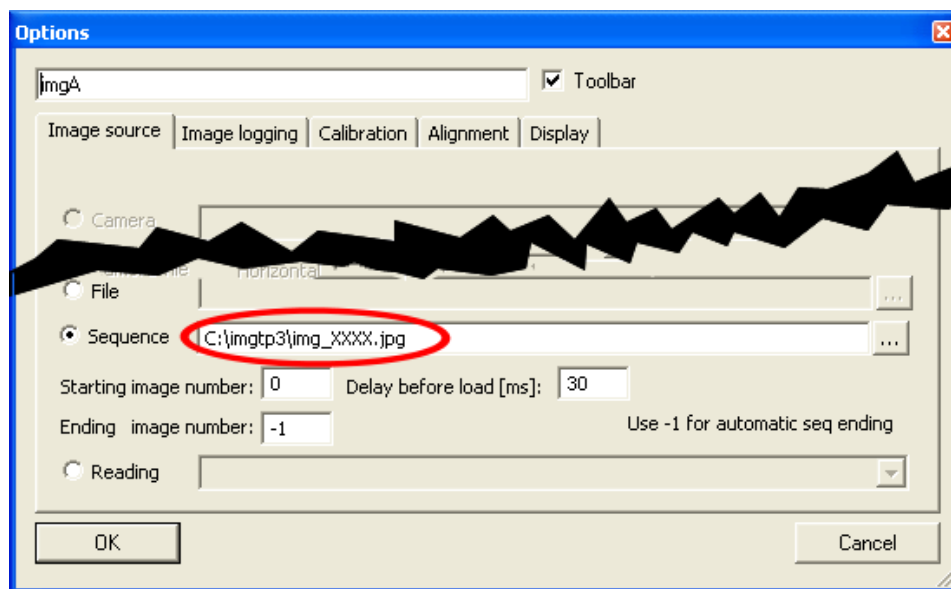 Options
imgA
Toolbar
Image source Image logging Calibration Alignment Display
Camera
Horizontal
File ...
Sequence C:\imgtp3\img_XXXX.jpg ...
Starting image number: 0 Delay before load [ms]: 30
Ending image number: -1 Use -1 for automatic seq ending
Reading
OK Cancel